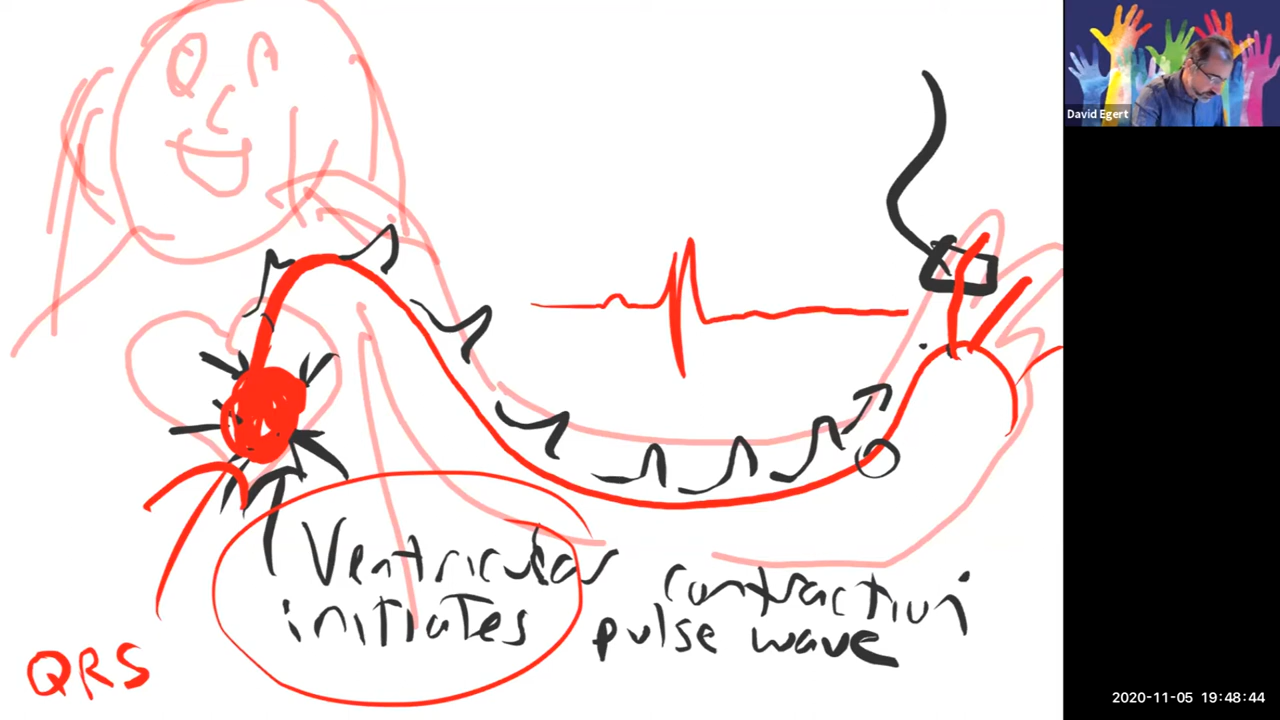 David Egert
Ventricular contraction
initiates pulse wave
QRS
2020-11-05 19:48:44